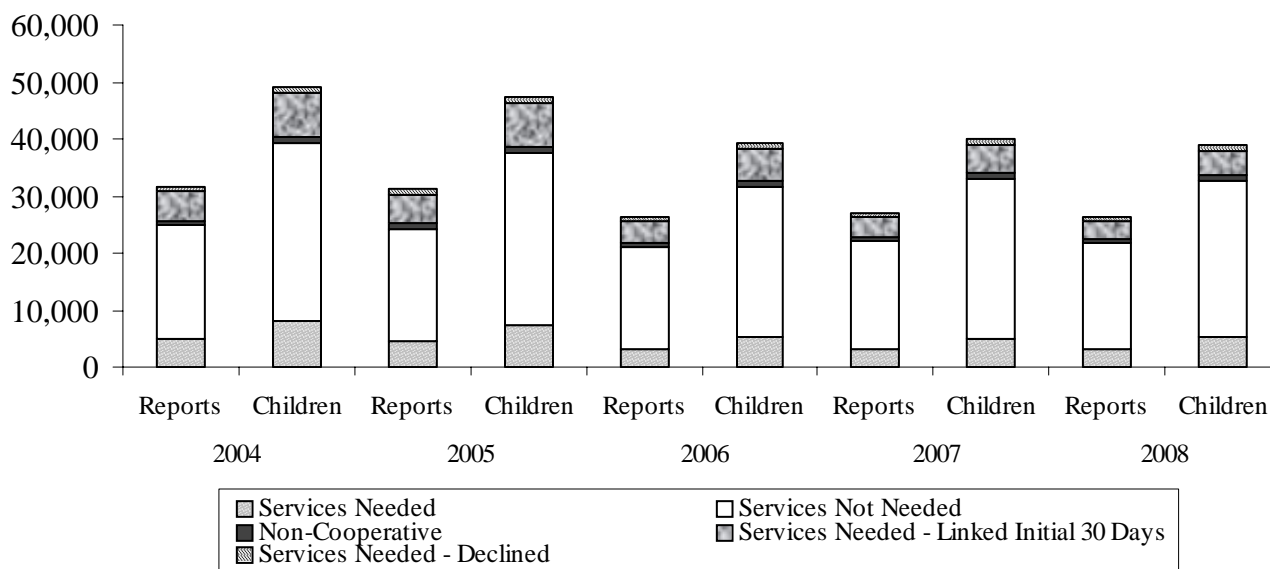 60,000
50,000
40,000
30,000
20,000
10,000
0
Reports Children Reports Children Reports Children Reports Children Reports Children
2004 2005 2006 2007 2008
Services Needed Services Not Needed
Non-Cooperative Services Needed - Linked Initial 30 Days
Services Needed - Declined